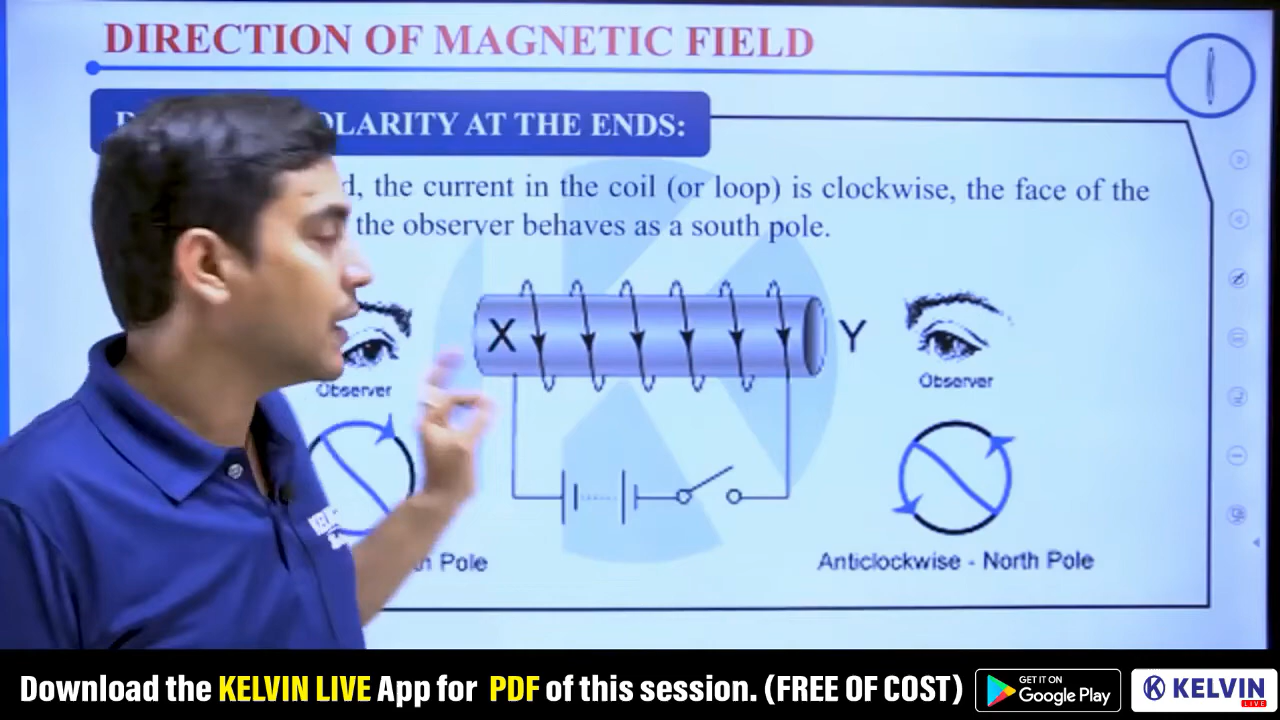 DIRECTION OF MAGNETIC FIELD
OLARITY AT THE ENDS:
d, the current in the coil (or loop) is clockwise, the face of the
the observer behaves as a south pole.
X
Y
Observer
Observer
Pole
Anticlockwise - North Pole
Download the KELVIN LIVE App for PDF of this session. (FREE OF COST)
GET IT ON
Google Play
KELVIN
LIVE